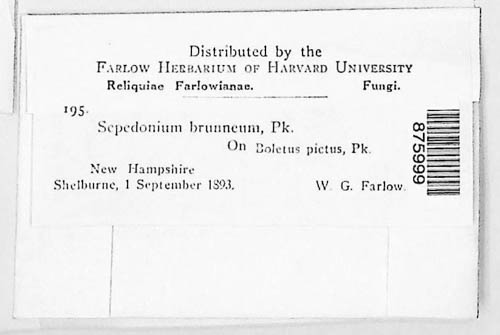 Distributed by the
FARLOW HERBARIUM OF HARVARD UNIVERSITY
Reliquiae Farlowianae. Fungi.
195.
Sepedonium brunneum, Pk.
On Boletus pictus, Pk.
New Hampshire
Shelburne, 1 September 1893. W. G. Farlow.
875999